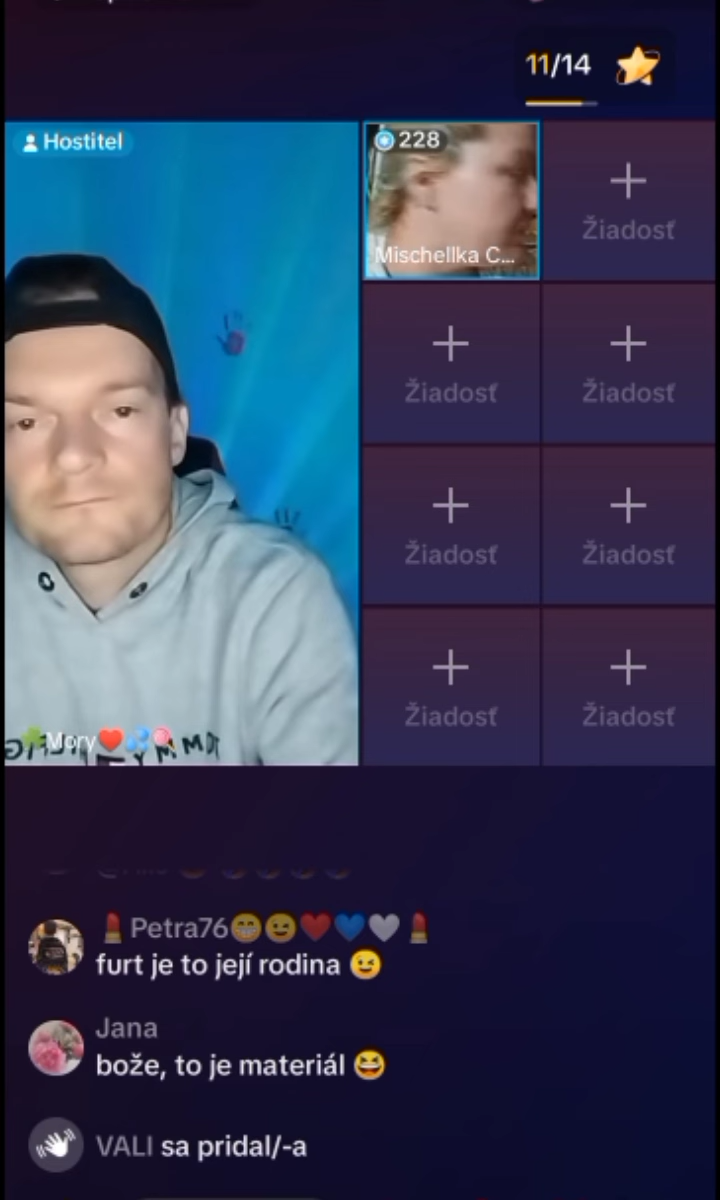 11/14
Hostitel
228
Mischellka C...
Žiadosť
Žiadosť
Žiadosť
Žiadosť
Žiadosť
Žiadosť
Žiadosť
Mory
Petra76
furt je to její rodina
Jana
bože, to je materiál
VALI sa pridal/-a